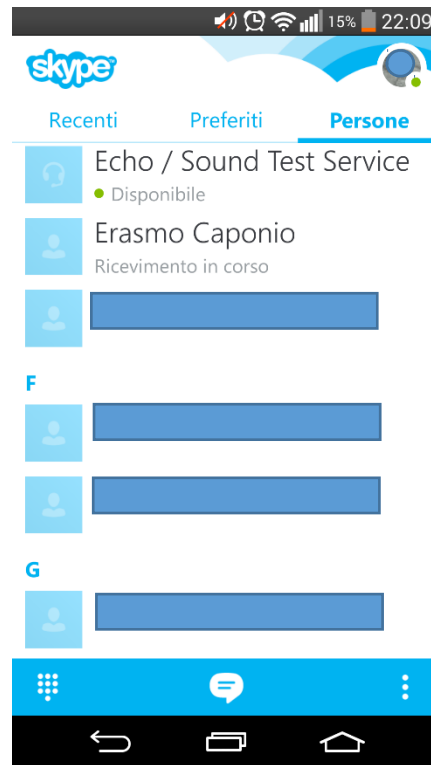 15% 22:09
skype
Recenti Preferiti Persone
Echo / Sound Test Service
Disponibile
Erasmo Caponio
Ricevimento in corso
F
G